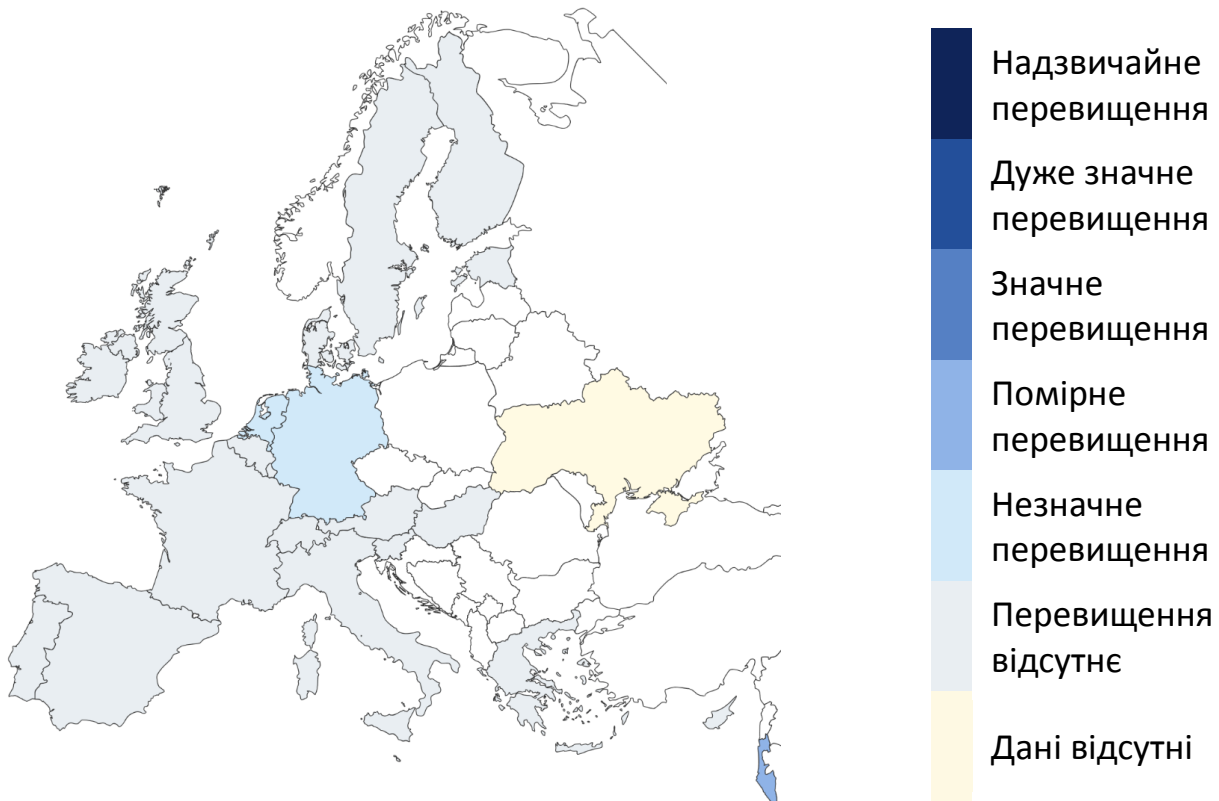 Надзвичайне
перевищення
Дуже значне
перевищення
Значне
перевищення
Помірне
перевищення
Незначне
перевищення
Перевищення
відсутнє
Дані відсутні